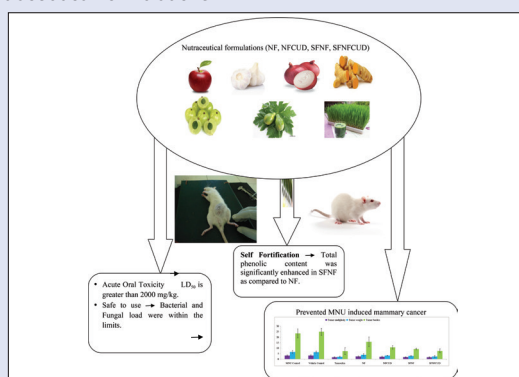 Nutraceutical formulations (NF, NFCUD, SFNF, SFNFCUD)
Self Fortification → Total
phenolic content was
significantly enhanced in SFNF
as compared to NF.
• Acute Oral Toxicity LD50 is
greater than 2000 mg/kg.
• Safe to use → Bacterial and
Fungal load were within the
limits.
Prevented MNU induced mammary cancer